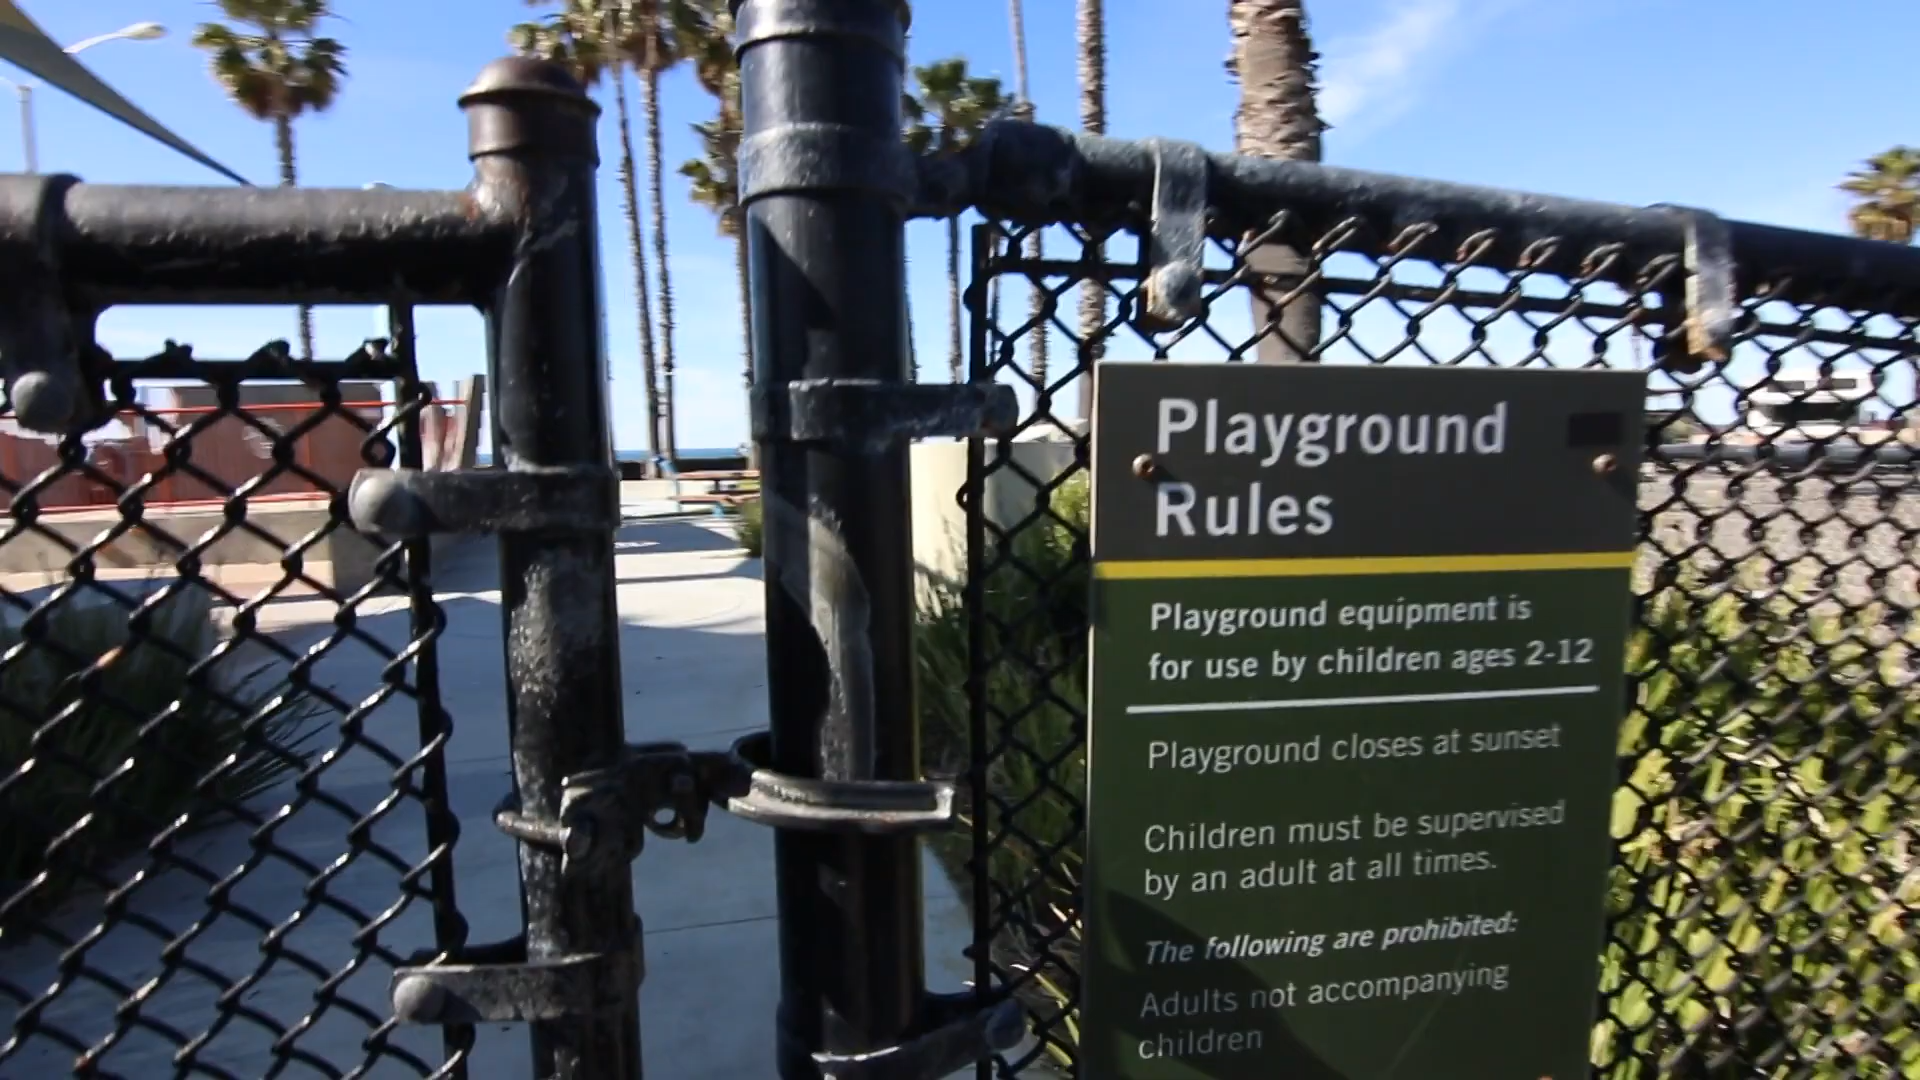 Playground
Rules
Playground equipment is
for use by children ages 2-12
Playground closes at sunset
Children must be supervised
by an adult at all times.
The following are prohibited:
Adults not accompanying
children